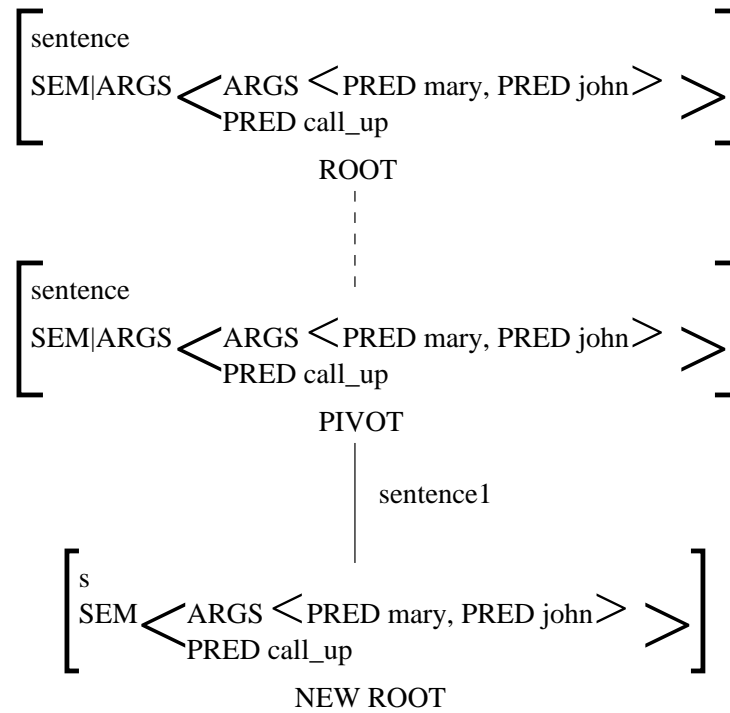 sentence
SEM|ARGS < ARGS <PRED mary, PRED john> >
PRED call_up
ROOT
sentence
SEM|ARGS < ARGS <PRED mary, PRED john> >
PRED call_up
PIVOT
sentence1
s
SEM < ARGS <PRED mary, PRED john> >
PRED call_up
NEW ROOT